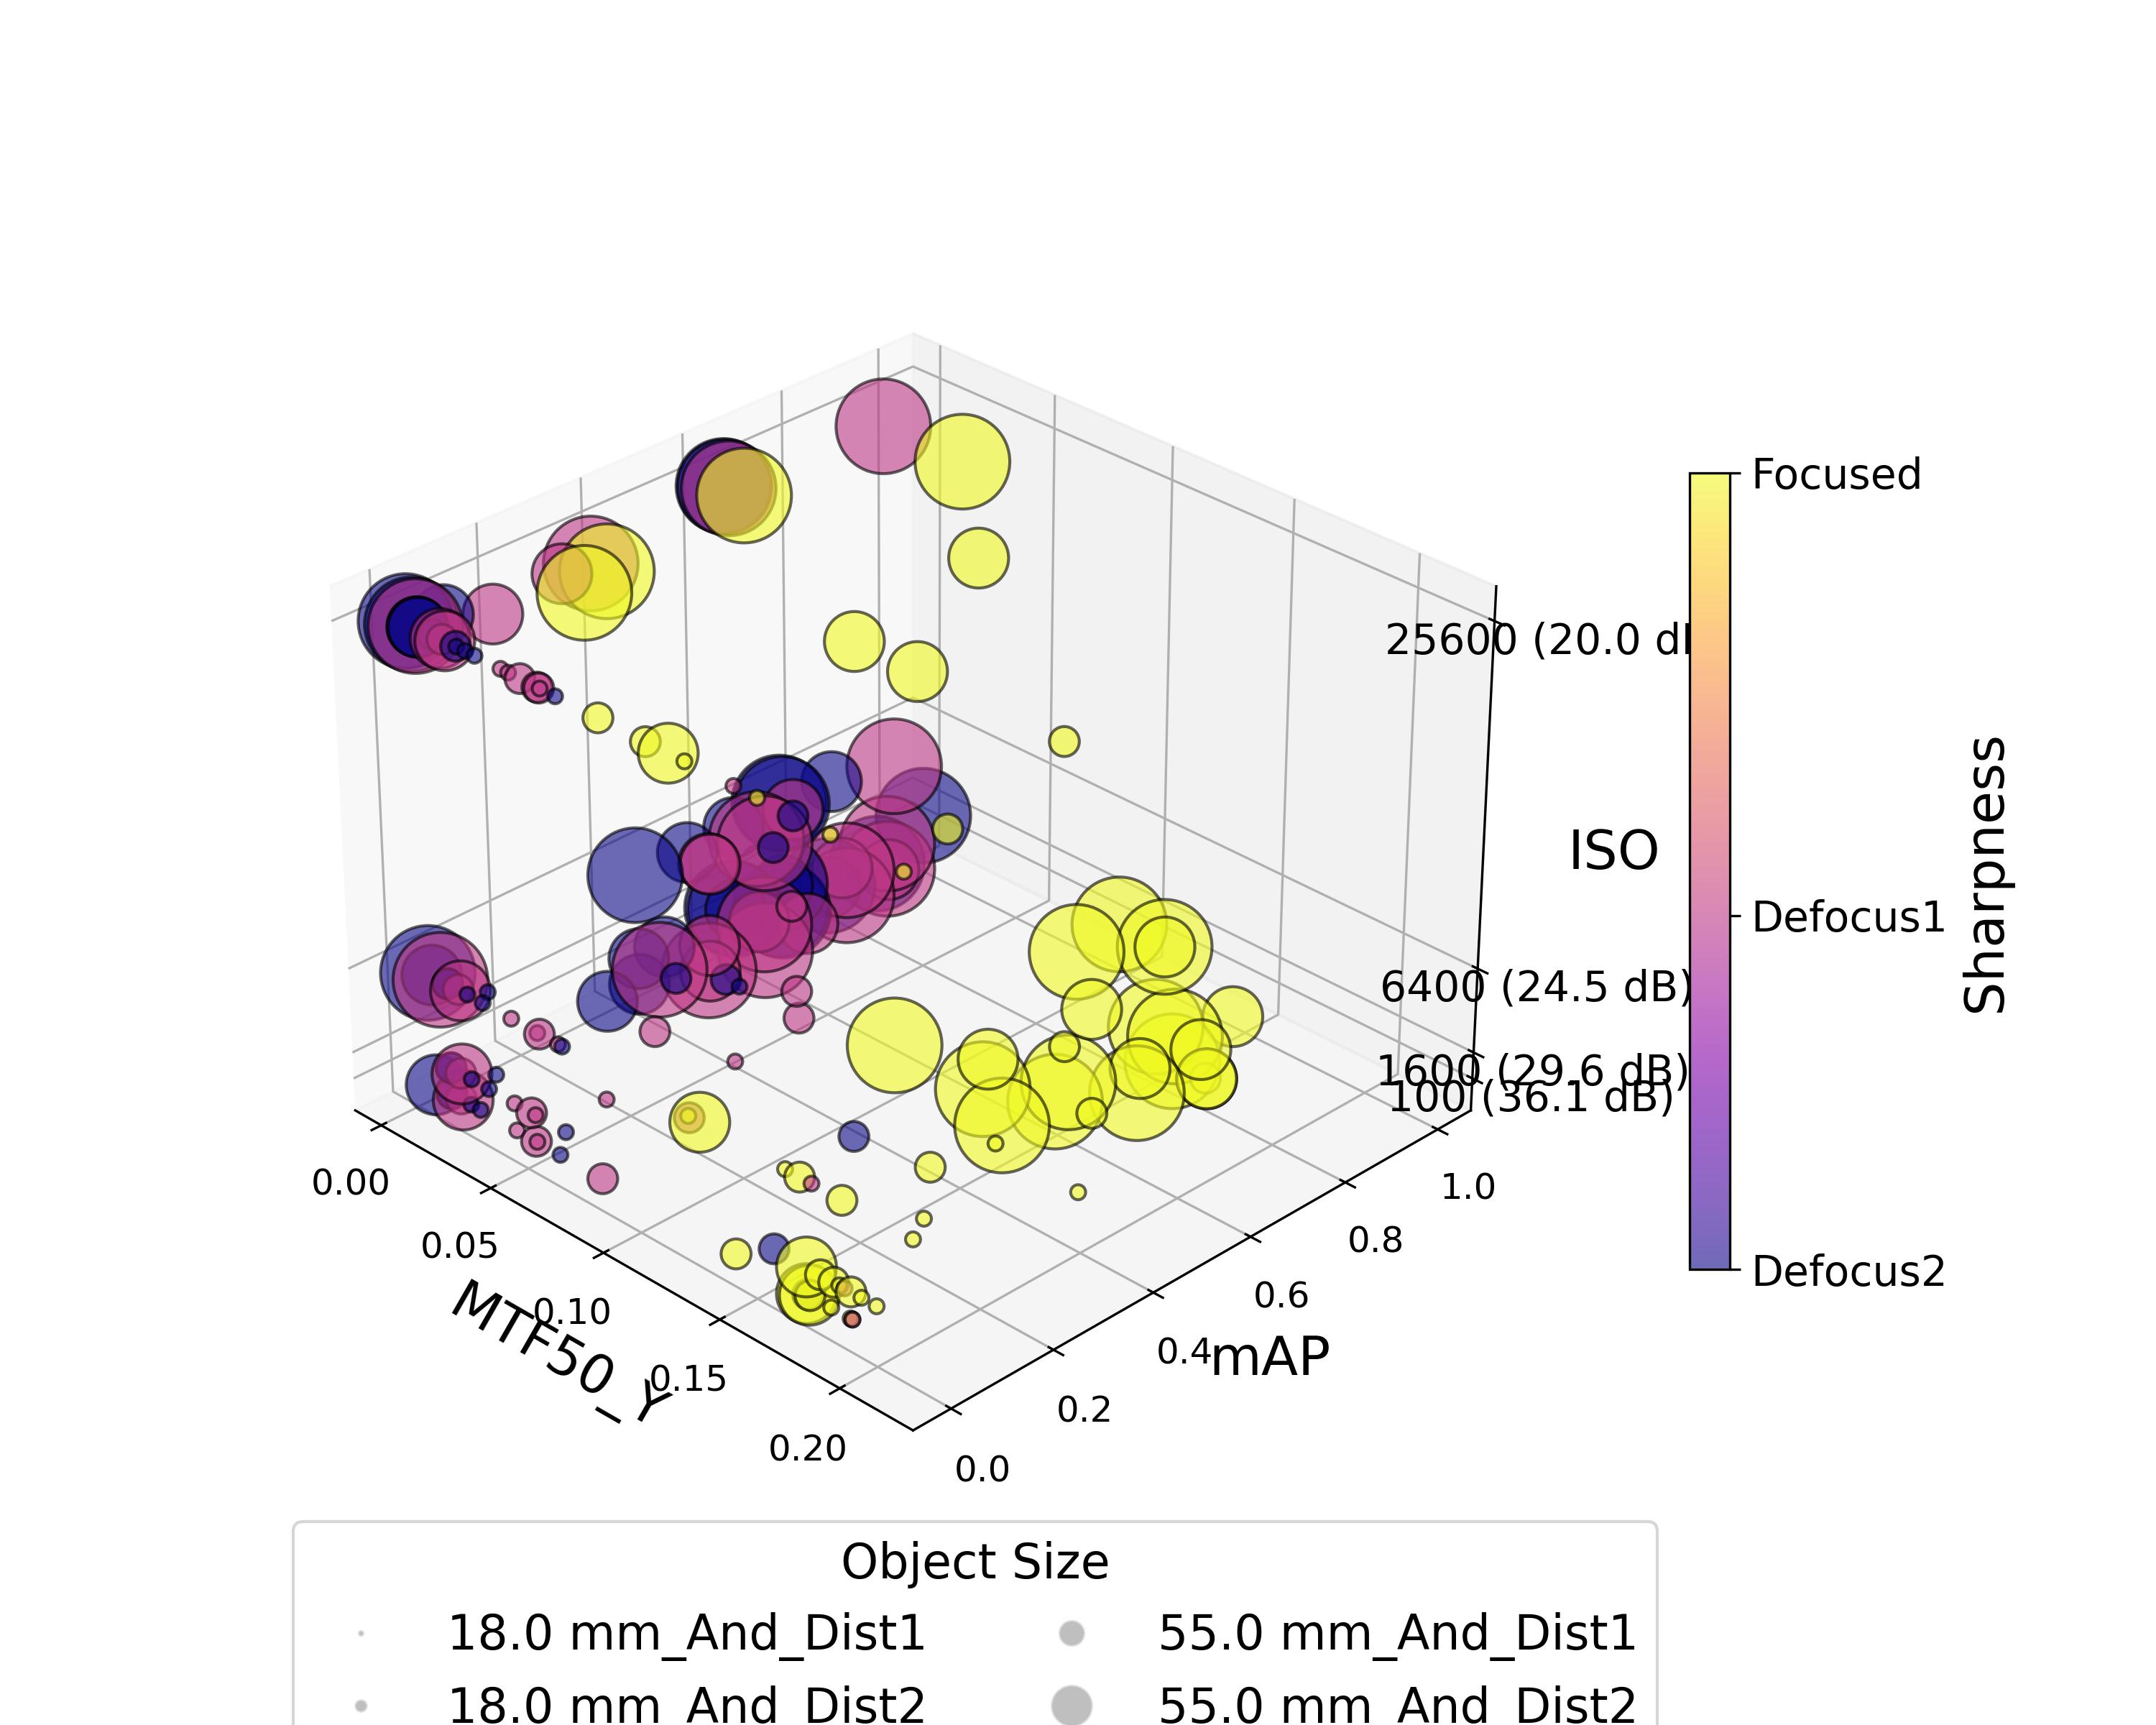 Focused
25600 (20.0 dB
ISO
Sharpness
Defocus1
6400 (24.5 dB)
1600 (29.6 dB)
100 (36.1 dB)
0.00
0.05
0.10
0.15
0.20
MTF50_Y
0.0
0.2
0.4
0.6
0.8
1.0
mAP
Defocus2
Object Size
18.0 mm_And_Dist1
55.0 mm_And_Dist1
18.0 mm_And_Dist2
55.0 mm_And_Dist2